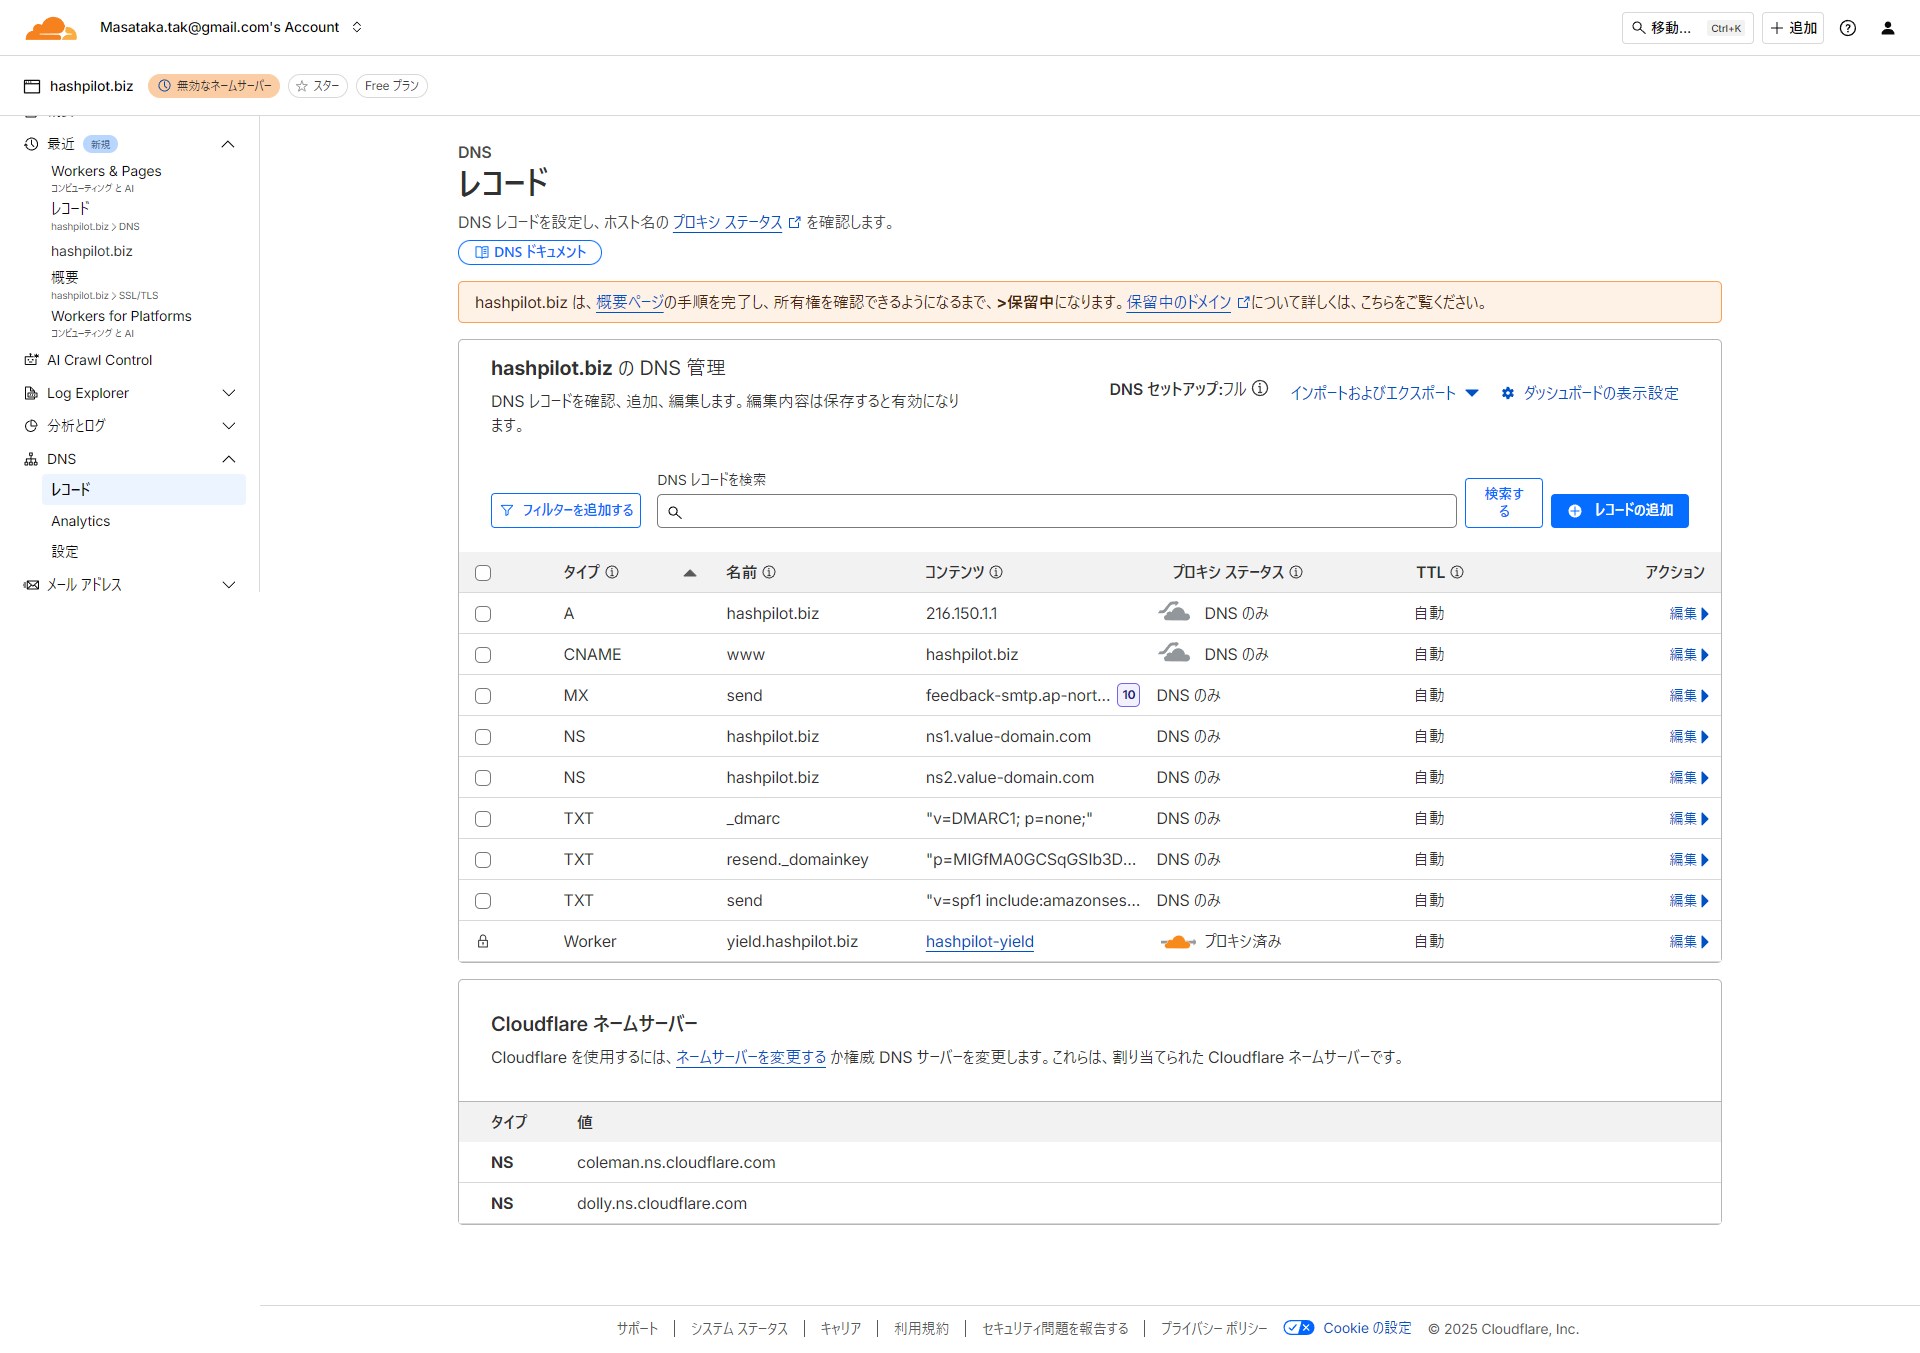 Masataka.tak@gmail.com's Account
移動... Ctrl+K
追加
hashpilot.biz 無効なネームサーバー スター Free プラン
最近 新規
Workers & Pages
コンピューティング と AI
レコード
hashpilot.biz > DNS
hashpilot.biz
概要
hashpilot.biz > SSL/TLS
Workers for Platforms
コンピューティング と AI
AI Crawl Control
Log Explorer
分析とログ
DNS
レコード
Analytics
設定
メール アドレス
DNS
レコード
DNS レコードを設定し、ホスト名の プロキシ ステータス を確認します。
DNS ドキュメント
hashpilot.biz は、概要ページの手順を完了し、所有権を確認できるようになるまで、>保留中になります。保留中のドメイン について詳しくは、こちらをご覧ください。
hashpilot.biz の DNS 管理
DNS レコードを確認、追加、編集します。編集内容は保存すると有効になり
ます。
DNS セットアップ:フル
インポートおよびエクスポート
ダッシュボードの表示設定
フィルターを追加する
DNS レコードを検索
検索す
る
レコードの追加
タイプ 名前 コンテンツ プロキシ ステータス TTL アクション
A hashpilot.biz 216.150.1.1 DNS のみ 自動 編集
CNAME www hashpilot.biz DNS のみ 自動 編集
MX send feedback-smtp.ap-nort... 10 DNS のみ 自動 編集
NS hashpilot.biz ns1.value-domain.com DNS のみ 自動 編集
NS hashpilot.biz ns2.value-domain.com DNS のみ 自動 編集
TXT _dmarc "v=DMARC1; p=none;" DNS のみ 自動 編集
TXT resend._domainkey "p=MIGfMA0GCSqGSIb3D... DNS のみ 自動 編集
TXT send "v=spf1 include:amazonses... DNS のみ 自動 編集
Worker yield.hashpilot.biz hashpilot-yield プロキシ済み 自動 編集
Cloudflare ネームサーバー
Cloudflare を使用するには、ネームサーバーを変更する か権威 DNS サーバーを変更します。これらは、割り当てられた Cloudflare ネームサーバーです。
タイプ 値
NS coleman.ns.cloudflare.com
NS dolly.ns.cloudflare.com
サポート システム ステータス キャリア 利用規約 セキュリティ問題を報告する プライバシー ポリシー Cookie の設定 © 2025 Cloudflare, Inc.